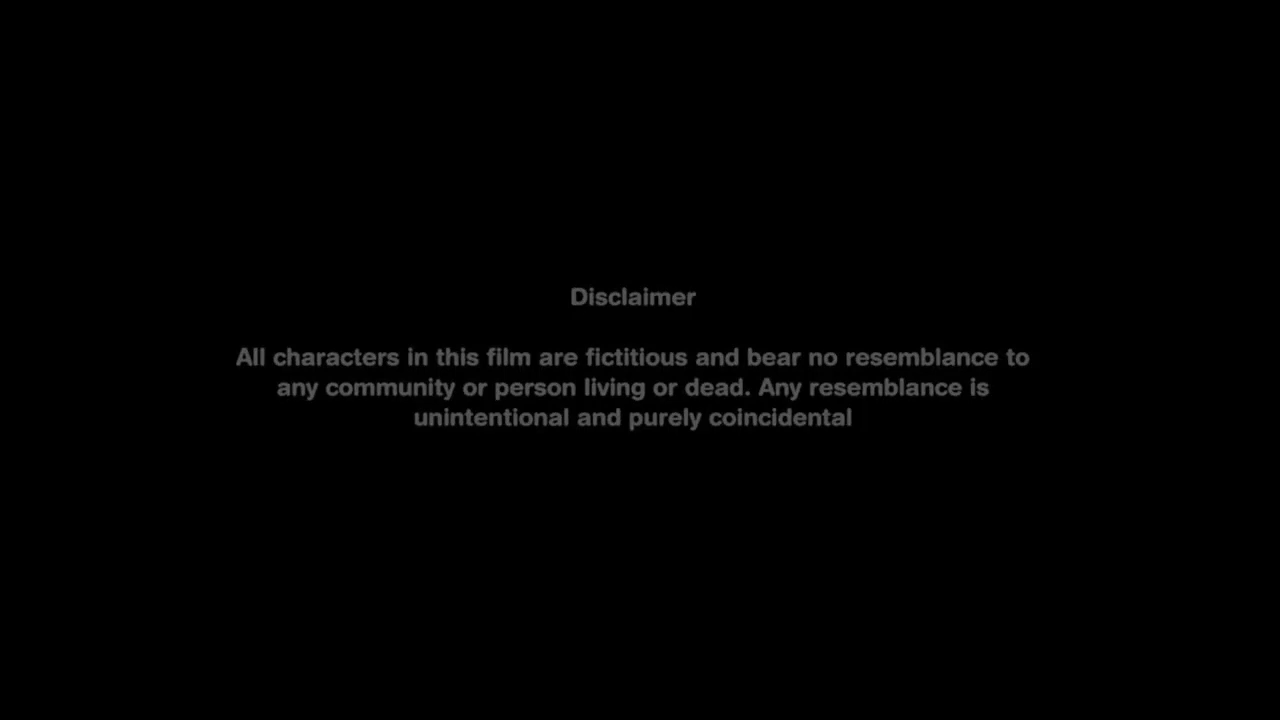 Disclaimer
All characters in this film are fictitious and bear no resemblance to
any community or person living or dead. Any resemblance is
unintentional and purely coincidental